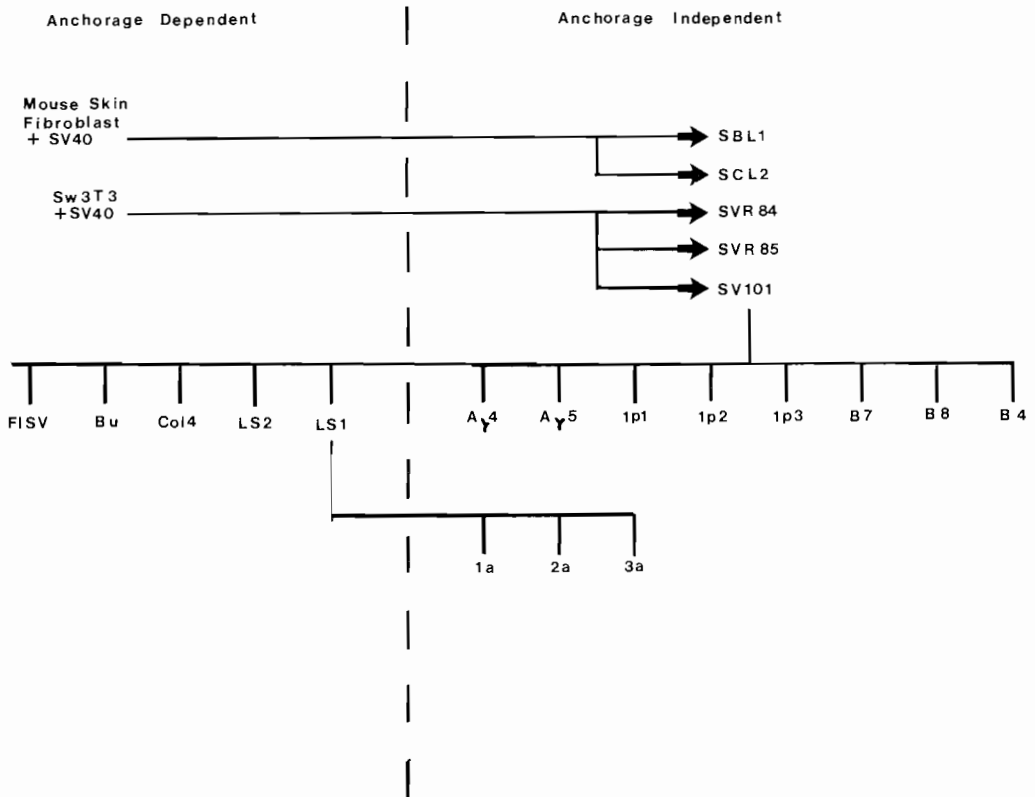 Anchorage Dependent
Anchorage Independent
Mouse Skin
Fibroblast
+ SV40
SBL1
SCL2
Sw3T3
+SV40
SVR 84
SVR 85
SV101
FlSV
Bu
Col4
LS2
LS1
Aγ4
Aγ5
1p1
1p2
1p3
B7
B8
B4
1a
2a
3a